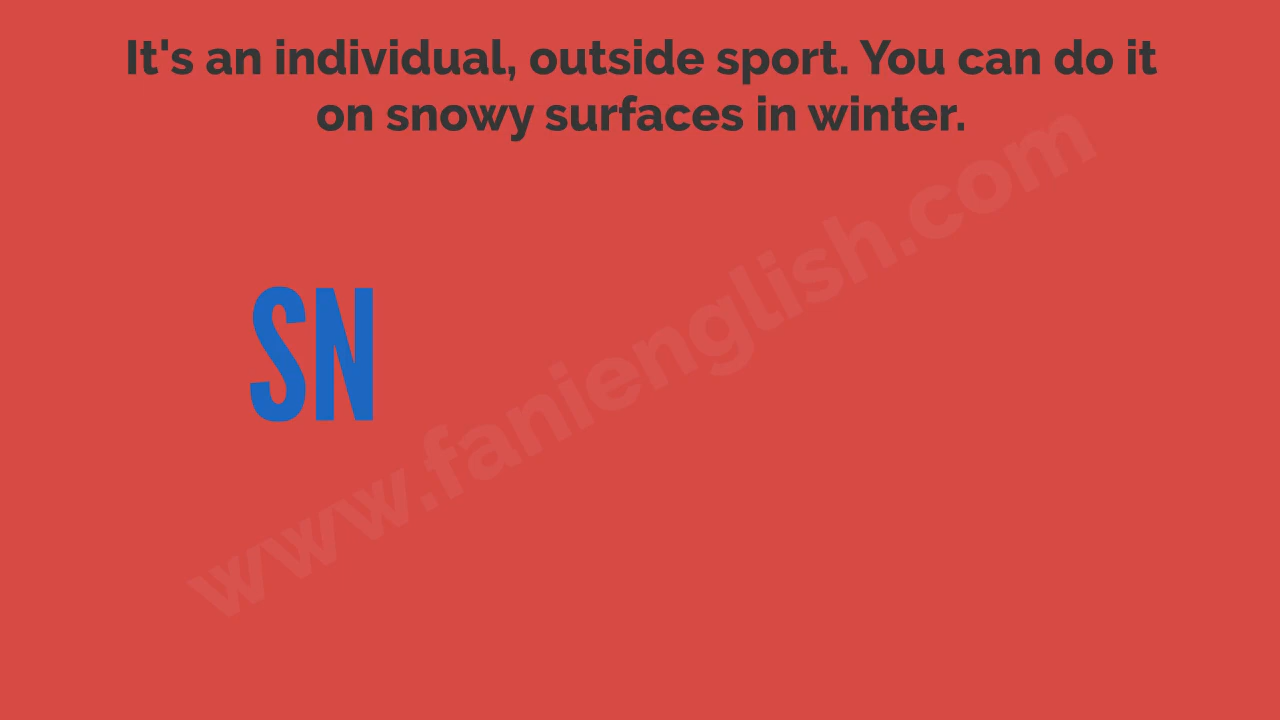 It's an individual, outside sport. You can do it
on snowy surfaces in winter.
SN
www.fanienglish.com